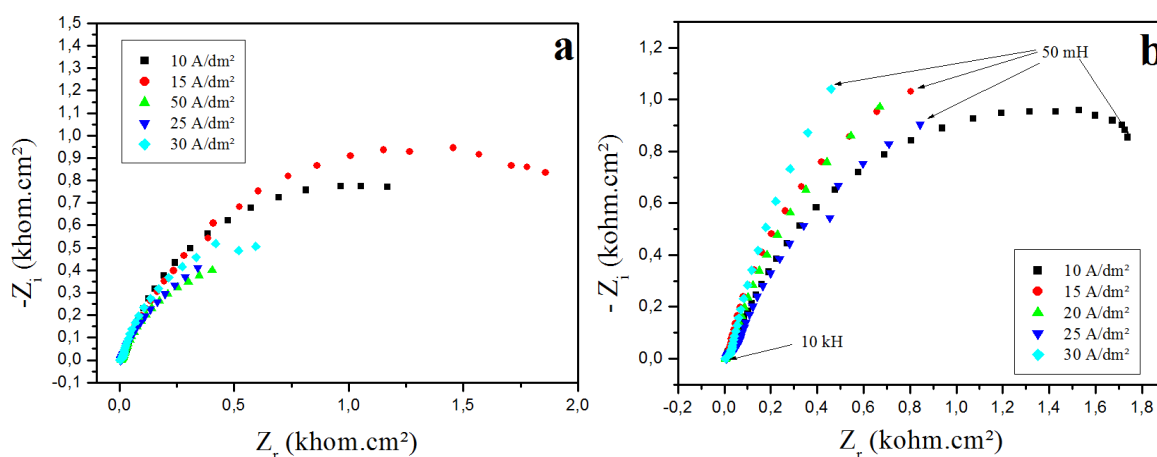 a
10 A/dm²
15 A/dm²
50 A/dm²
25 A/dm²
30 A/dm²
-Z_i (khom.cm²)
1,5
1,4
1,3
1,2
1,1
1,0
0,9
0,8
0,7
0,6
0,5
0,4
0,3
0,2
0,1
0,0
-0,1
0,0
0,5
1,0
1,5
2,0
Z_r (khom.cm²)
b
50 mH
10 kH
10 A/dm²
15 A/dm²
20 A/dm²
25 A/dm²
30 A/dm²
- Z_i (kohm.cm²)
1,2
1,0
0,8
0,6
0,4
0,2
0,0
-0,2
0,0
0,2
0,4
0,6
0,8
1,0
1,2
1,4
1,6
1,8
Z_r (kohm.cm²)